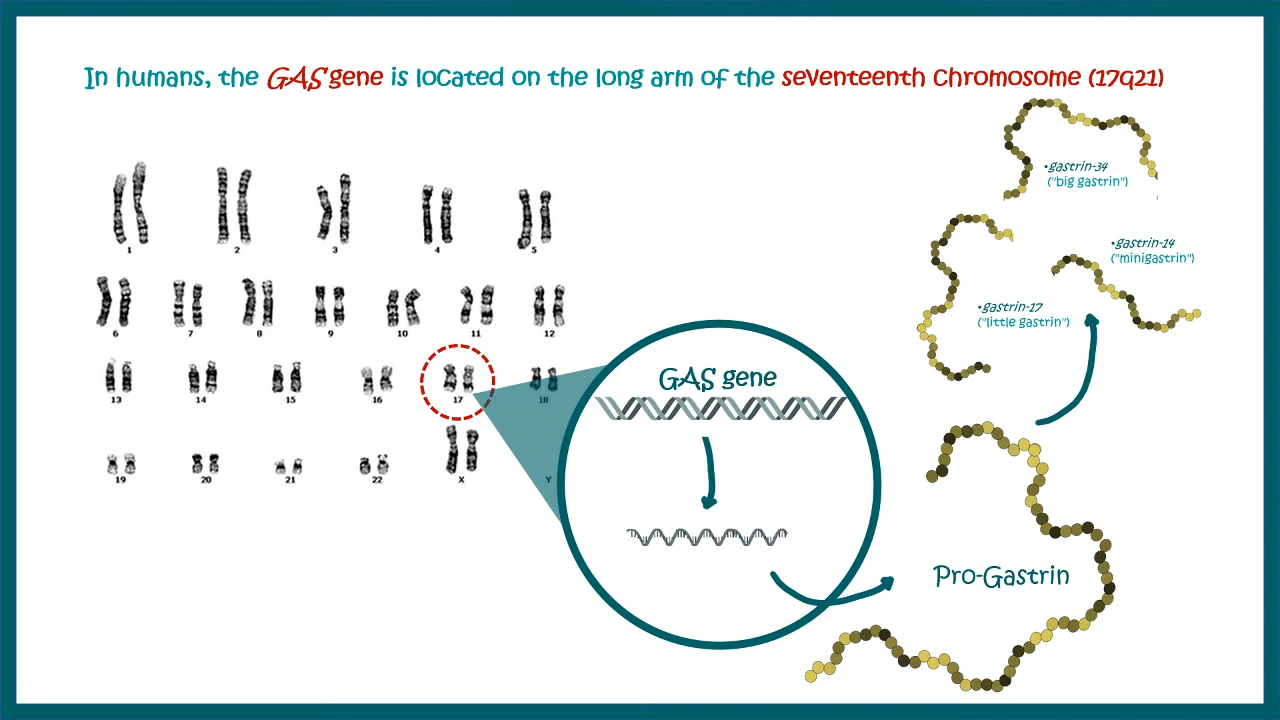 In humans, the GAS gene is located on the long arm of the seventeenth chromosome (17q21)
1 2 3 4 5
6 7 8 9 10 11 12
13 14 15 16 17 18
19 20 21 22 X Y
•gastrin-34
("big gastrin")
•gastrin-14
("minigastrin")
•gastrin-17
("little gastrin")
GAS gene
Pro-Gastrin